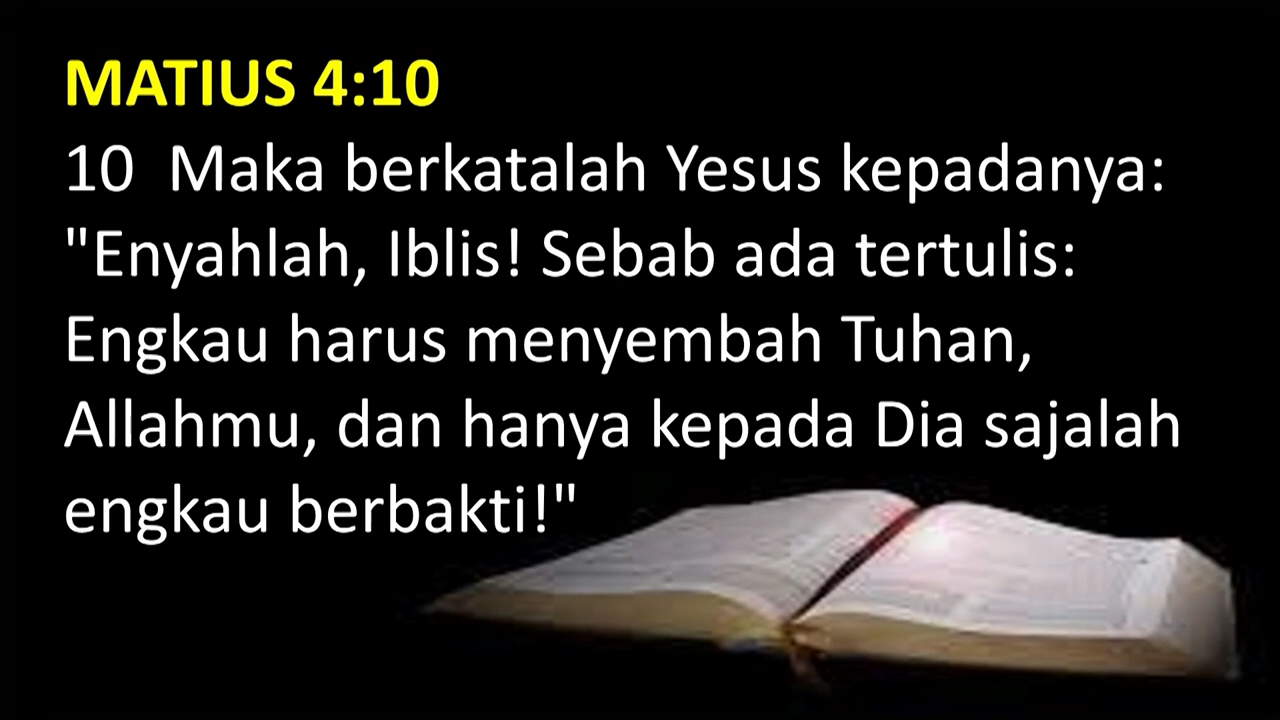 MATIUS 4:10
10  Maka berkatalah Yesus kepadanya:
"Enyahlah, Iblis! Sebab ada tertulis:
Engkau harus menyembah Tuhan,
Allahmu, dan hanya kepada Dia sajalah
engkau berbakti!"